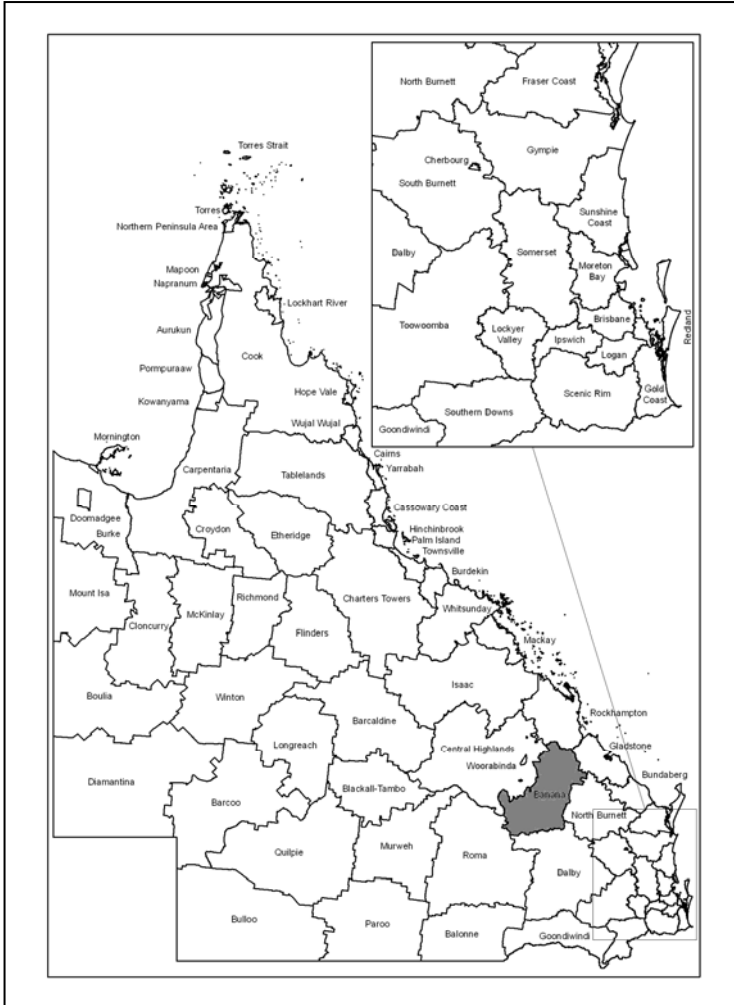 North Burnett
Fraser Coast
Gympie
Cherbourg
South Burnett
Sunshine
Coast
Dalby
Somerset
Moreton
Bay
Toowoomba
Brisbane
Redland
Lockyer
Valley
Ipswich
Logan
Scenic Rim
Gold
Coast
Southern Downs
Goondiwindi
Torres Strait
Torres
Northern Peninsula Area
Mapoon
Napranum
Lockhart River
Aurukun
Cook
Pormpuraaw
Hope Vale
Kowanyama
Wujal Wujal
Mornington
Cairns
Yarrabah
Carpentaria
Tablelands
Cassowary Coast
Doomadgee
Burke
Croydon
Etheridge
Hinchinbrook
Palm Island
Townsville
Burdekin
Mount Isa
Cloncurry
McKinlay
Richmond
Flinders
Charters Towers
Whitsunday
Mackay
Boulia
Winton
Isaac
Barcaldine
Rockhampton
Longreach
Central Highlands
Gladstone
Woorabinda
Diamantina
Barcoo
Blackall-Tambo
Banana
Bundaberg
North Burnett
Quilpie
Murweh
Roma
Dalby
Bulloo
Paroo
Balonne
Goondiwindi